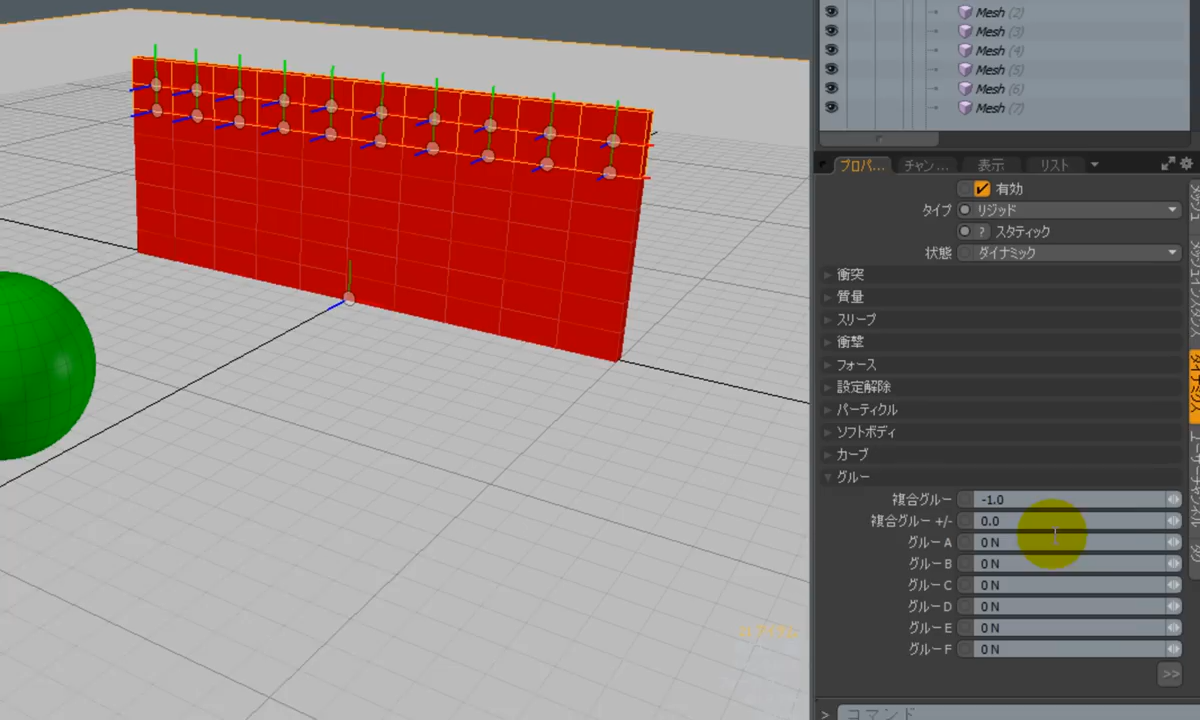 Mesh (2)
Mesh (3)
Mesh (4)
Mesh (5)
Mesh (6)
Mesh (7)
プロパ... チャン... 表示 リスト
有効
タイプ リジッド
? スタティック
状態 ダイナミック
衝突
質量
スリープ
衝撃
フォース
設定解除
パーティクル
ソフトボディ
カーブ
グルー
複合グルー -1.0
複合グルー +/- 0.0
グルー A 0 N
グルー B 0 N
グルー C 0 N
グルー D 0 N
グルー E 0 N
グルー F 0 N
>>
> コマンド